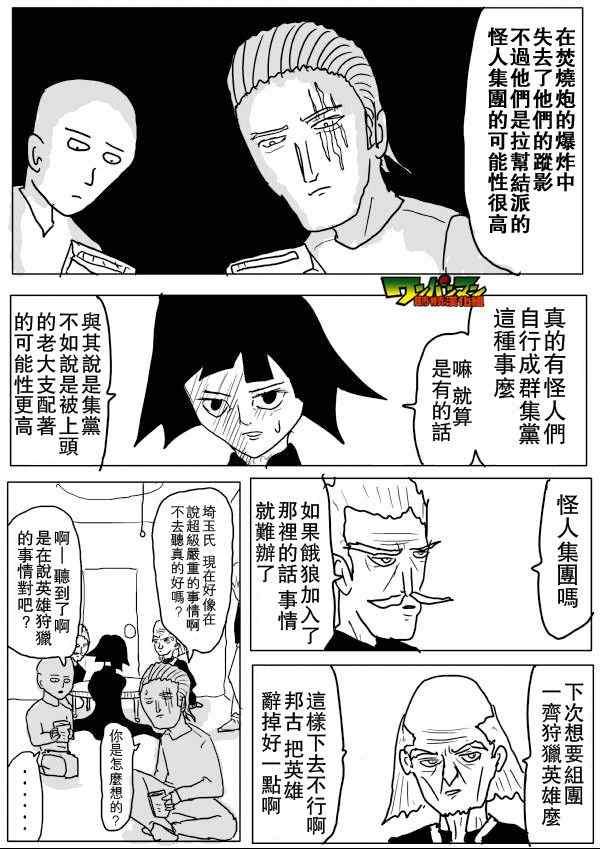 在焚燒炮的爆炸中
失去了他們的蹤影
不過他們是拉幫結派的
怪人集團的可能性很高
ワンパンマン
真的有怪人們
自行成群集黨
這種事麼
嘛 就算
是有的話
與其說是集黨
不如說是被上頭
的老大支配著
的可能性更高
怪人集團嗎
如果餓狼加入了
那裡的話 事情
就難辦了
埼玉氏 現在好像在
說超級嚴重的事情啊
不去聽真的好嗎？
啊—聽到了啊
是在說英雄狩獵
的事情對吧？
你是怎麼想的？
......
下次想要組團
一齊狩獵英雄麼
這樣下去不行啊
邦古 把英雄
辭掉好一點啊